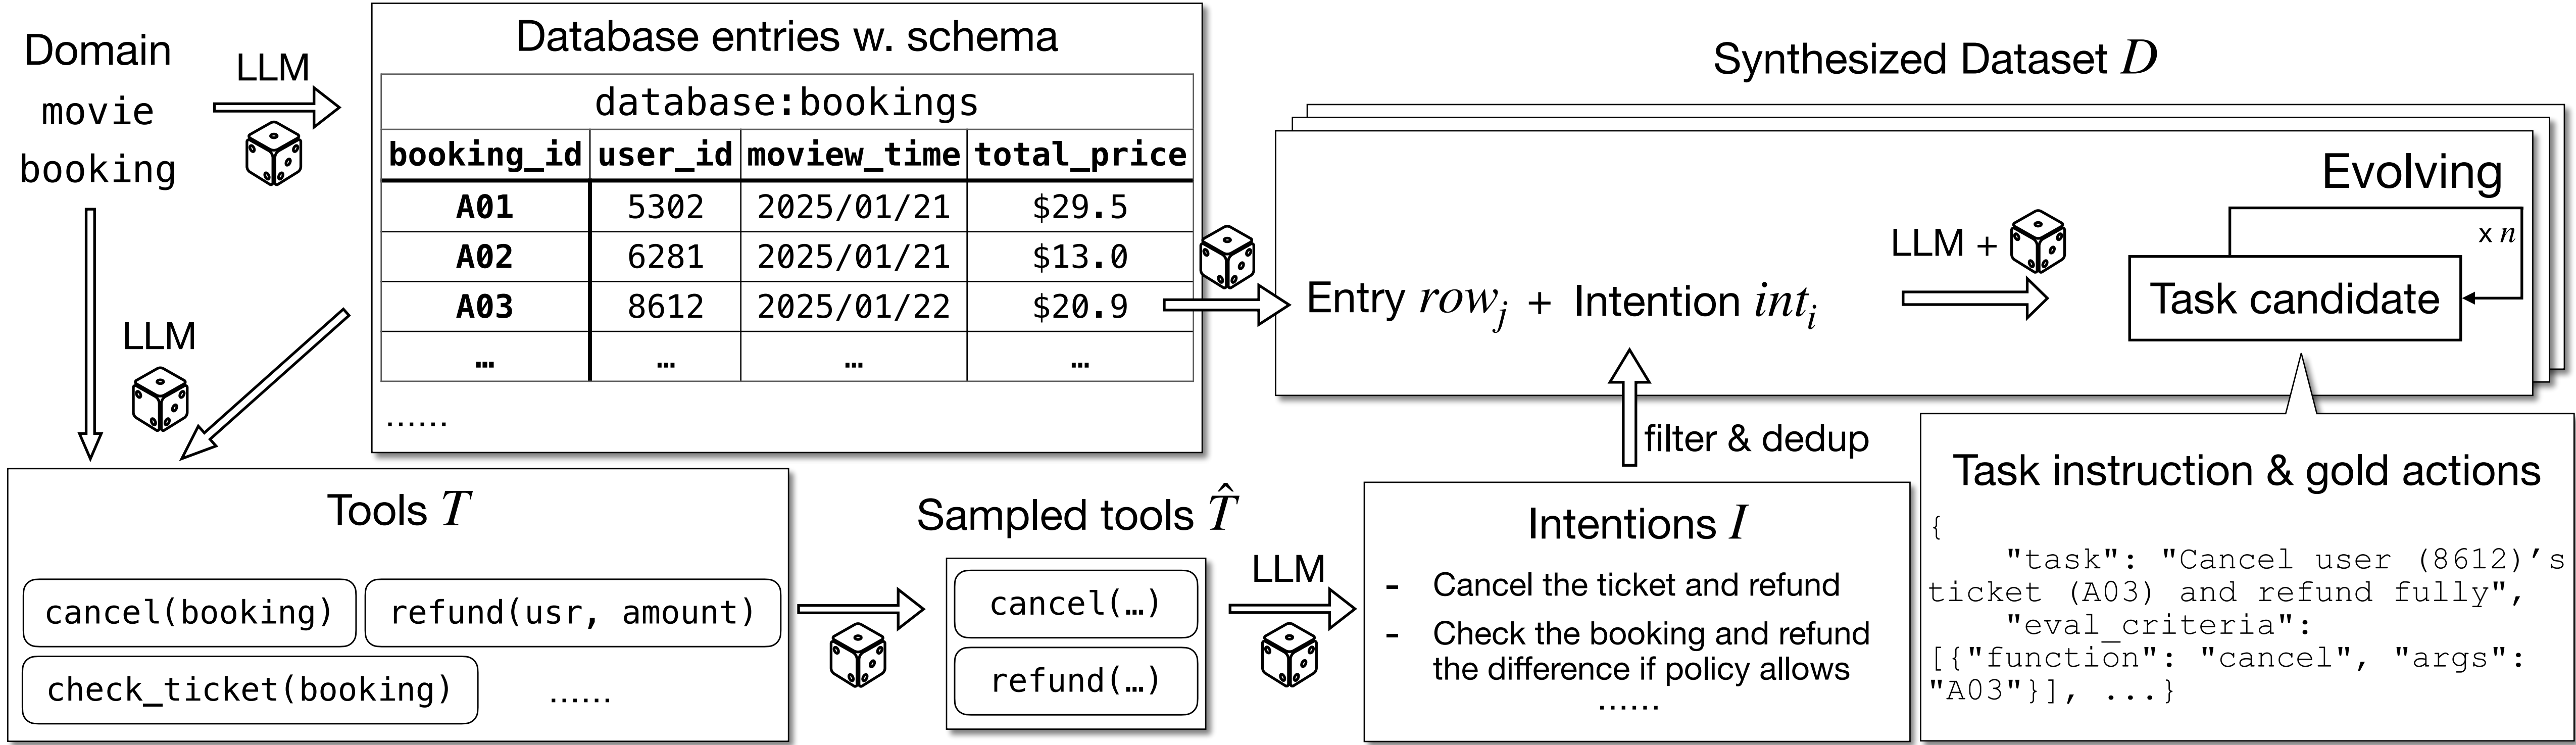 Domain
movie
booking
LLM
Database entries w. schema
database:bookings
booking_id user_id moview_time total_price
A01 5302 2025/01/21 $29.5
A02 6281 2025/01/21 $13.0
A03 8612 2025/01/22 $20.9
… … … …
......
LLM
Synthesized Dataset D
Evolving
x n
Entry row_j + Intention int_i
LLM +
Task candidate
filter & dedup
Tools T
cancel(booking) refund(usr, amount)
check_ticket(booking) ......
Sampled tools T̂
cancel(…)
refund(…)
LLM
Intentions I
- Cancel the ticket and refund
- Check the booking and refund
the difference if policy allows
......
Task instruction & gold actions
{
"task": "Cancel user (8612)’s
ticket (A03) and refund fully",
"eval_criteria":
[{"function": "cancel", "args":
"A03"}], ...}